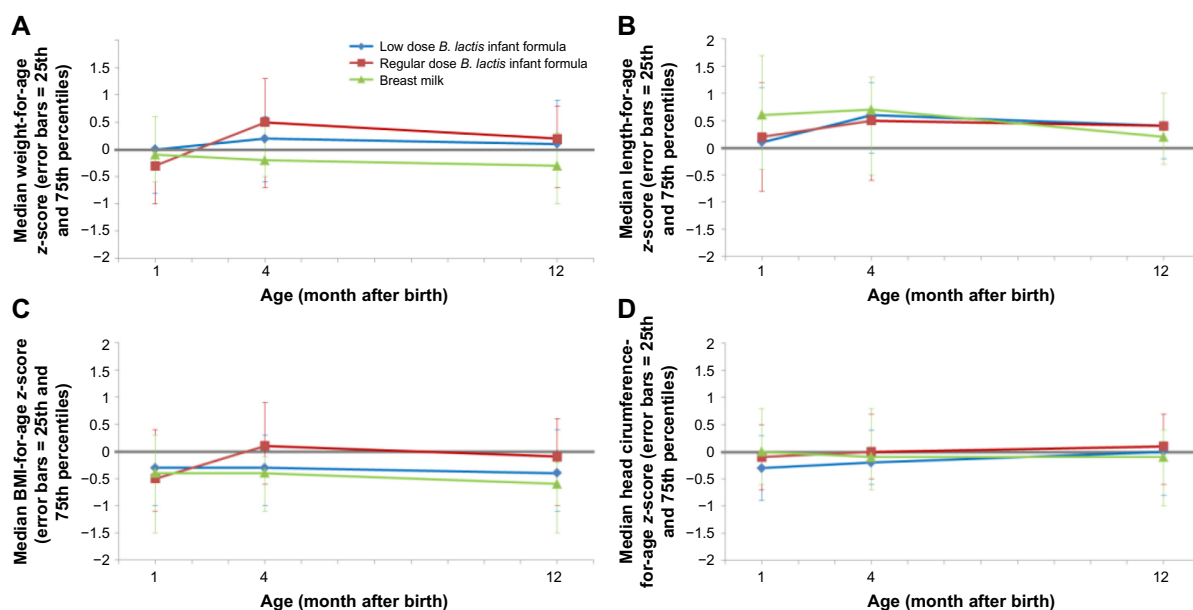 A
Median weight-for-age
z-score (error bars = 25th
and 75th percentiles)
1.5
1
0.5
0
−0.5
−1
−1.5
−2
Low dose B. lactis infant formula
Regular dose B. lactis infant formula
Breast milk
1
4
12
Age (month after birth)
B
Median length-for-age
z-score (error bars = 25th
and 75th percentiles)
2
1.5
1
0.5
0
−0.5
−1
−1.5
−2
1
4
12
Age (month after birth)
C
Median BMI-for-age z-score
(error bars = 25th and
75th percentiles)
2
1.5
1
0.5
0
−0.5
−1
−1.5
−2
1
4
12
Age (month after birth)
D
Median head cirumference-
for-age z-score (error bars = 25th
and 75th percentiles)
2
1.5
1
0.5
0
−0.5
−1
−1.5
−2
1
4
12
Age (month after birth)